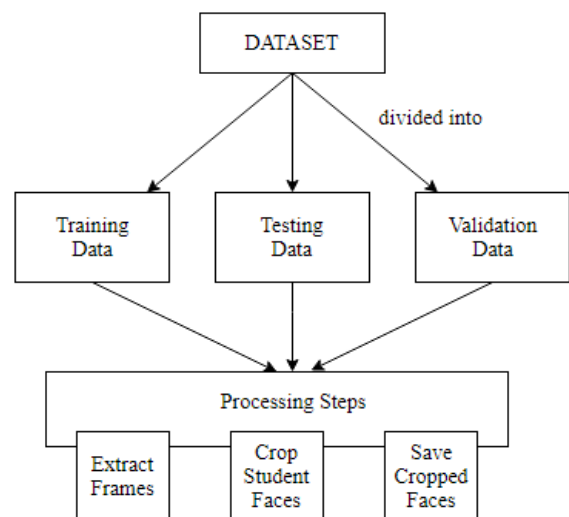 DATASET
divided into
Training
Data
Testing
Data
Validation
Data
Processing Steps
Extract
Frames
Crop
Student
Faces
Save
Cropped
Faces